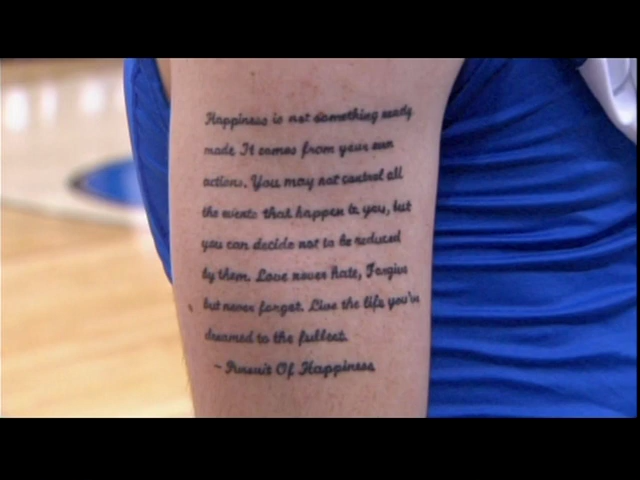 Happiness is not something ready
made. It comes from your own
actions. You may not control all
the events that happen to you, but
you can decide not to be reduced
by them. Love never hate, Forgive
but never forget. Live the life you've
dreamed to the fullest.
- Pursuit Of Happiness